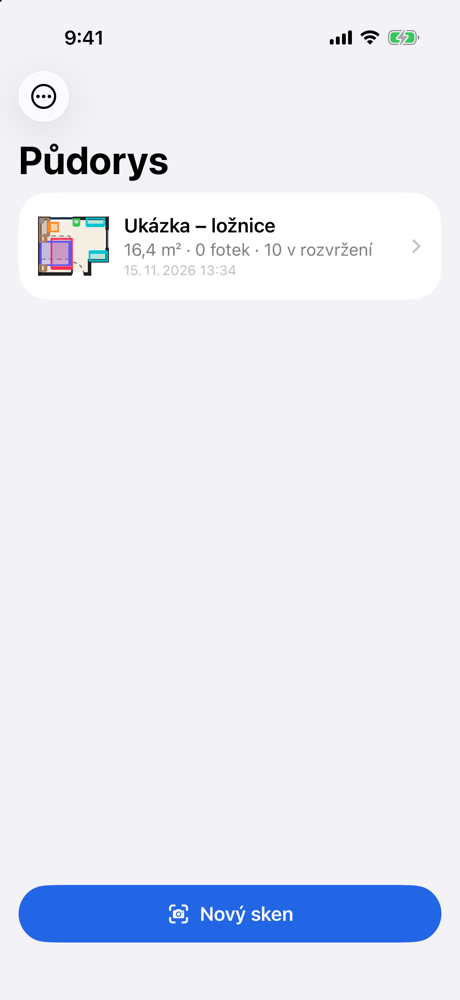 9:41
Půdorys
Ukázka – ložnice
16,4 m² · 0 fotek · 10 v rozvržení
15. 11. 2026 13:34
Nový sken